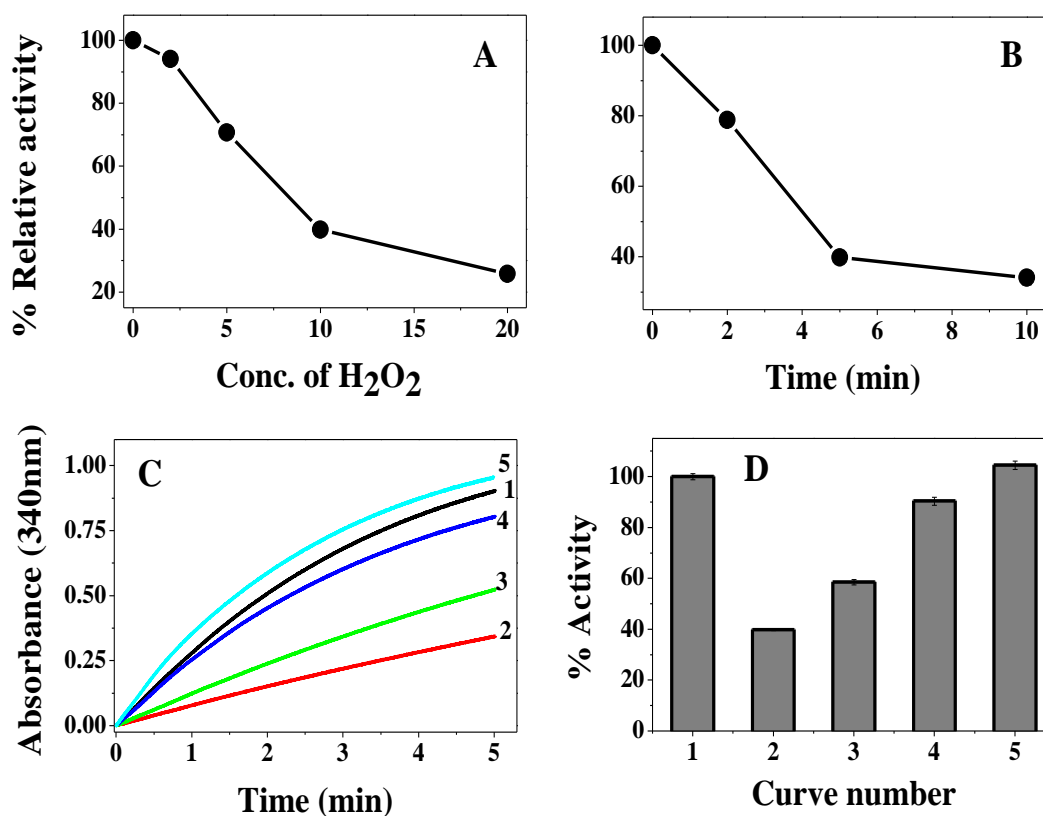 A
% Relative activity
100
80
60
40
20
0 5 10 15 20
Conc. of H₂O₂
B
100
80
60
40
0 2 4 6 8 10
Time (min)
C
Absorbance (340nm)
1.00
0.75
0.50
0.25
0.00
5
1
4
3
2
0 1 2 3 4 5
Time (min)
D
% Activity
100
80
60
40
20
0
1 2 3 4 5
Curve number